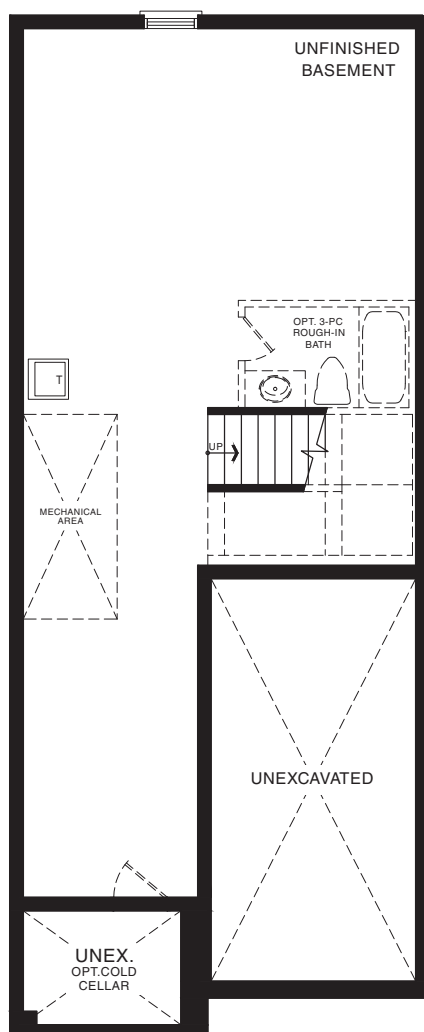 UNFINISHED
BASEMENT
OPT. 3-PC
ROUGH-IN
BATH
T
UP
MECHANICAL
AREA
UNEXCAVATED
UNEX.
OPT.COLD
CELLAR